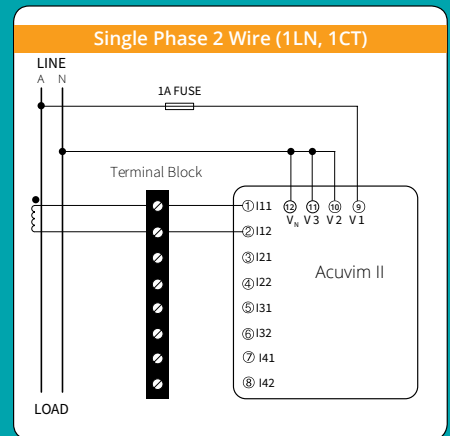 Single Phase 2 Wire (1LN, 1CT)
LINE
A N
1A FUSE
Terminal Block
① I11
② I12
③ I21
④ I22
⑤ I31
⑥ I32
⑦ I41
⑧ I42
⑫ ⑪ ⑩ ⑨
VN V3 V2 V1
Acuvim II
LOAD